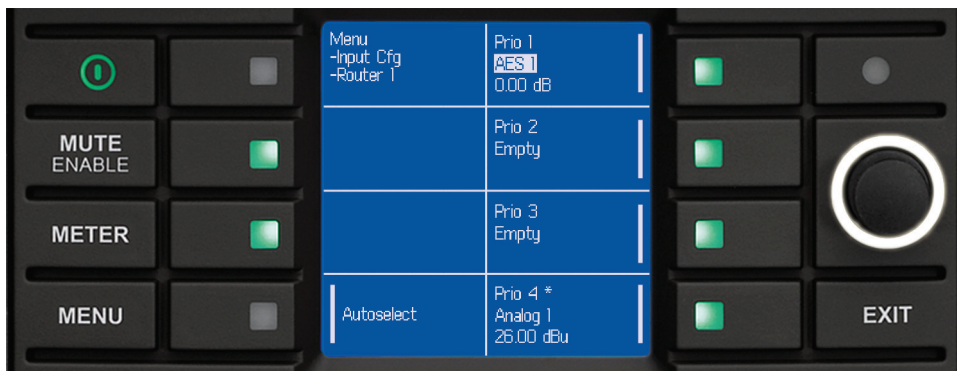 Menu
-Input Cfg
-Router 1
Prio 1
AES 1
0.00 dB
MUTE
ENABLE
Prio 2
Empty
METER
Prio 3
Empty
MENU
Autoselect
Prio 4 *
Analog 1
26.00 dBu
EXIT